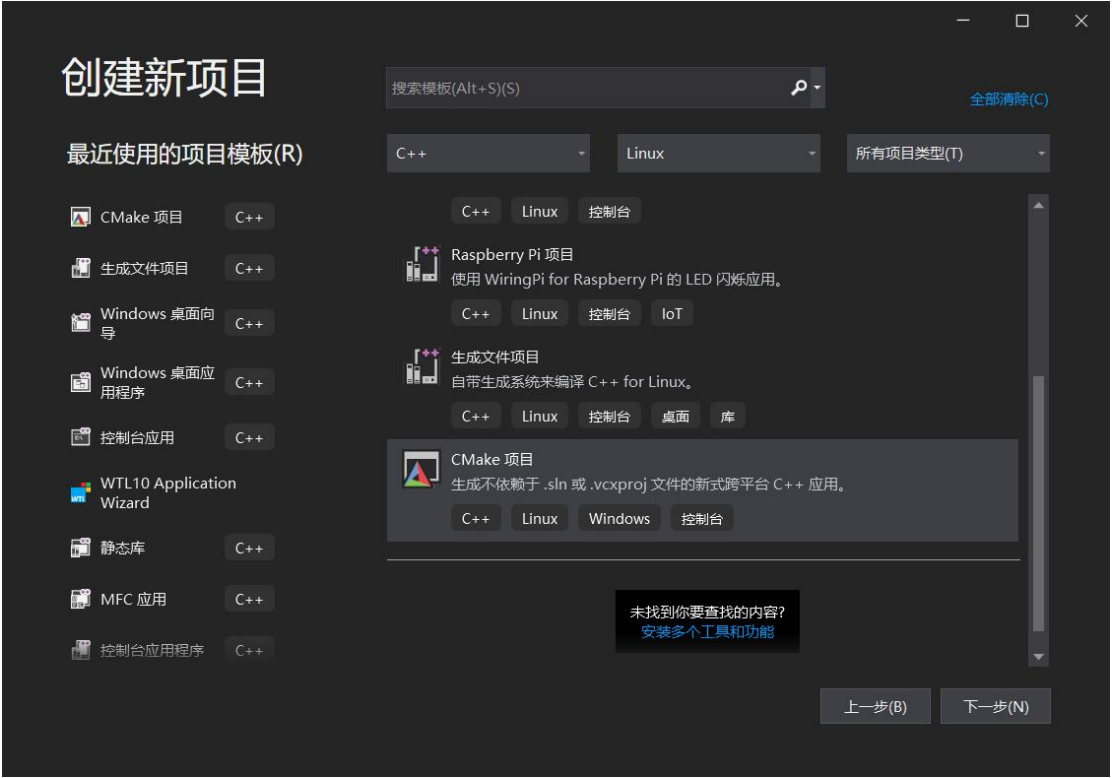 创建新项目
搜索模板(Alt+S)(S)
全部清除(C)
最近使用的项目模板(R)
C++
Linux
所有项目类型(T)
CMake 项目
C++
生成文件项目
C++
Windows 桌面向
导
C++
Windows 桌面应
用程序
C++
控制台应用
C++
WTL10 Application
Wizard
静态库
C++
MFC 应用
C++
控制台应用程序
C++
C++ Linux 控制台
Raspberry Pi 项目
使用 WiringPi for Raspberry Pi 的 LED 闪烁应用。
C++ Linux 控制台 IoT
生成文件项目
自带生成系统来编译 C++ for Linux。
C++ Linux 控制台 桌面 库
CMake 项目
生成不依赖于 .sln 或 .vcxproj 文件的新式跨平台 C++ 应用。
C++ Linux Windows 控制台
未找到你要查找的内容?
安装多个工具和功能
上一步(B)
下一步(N)